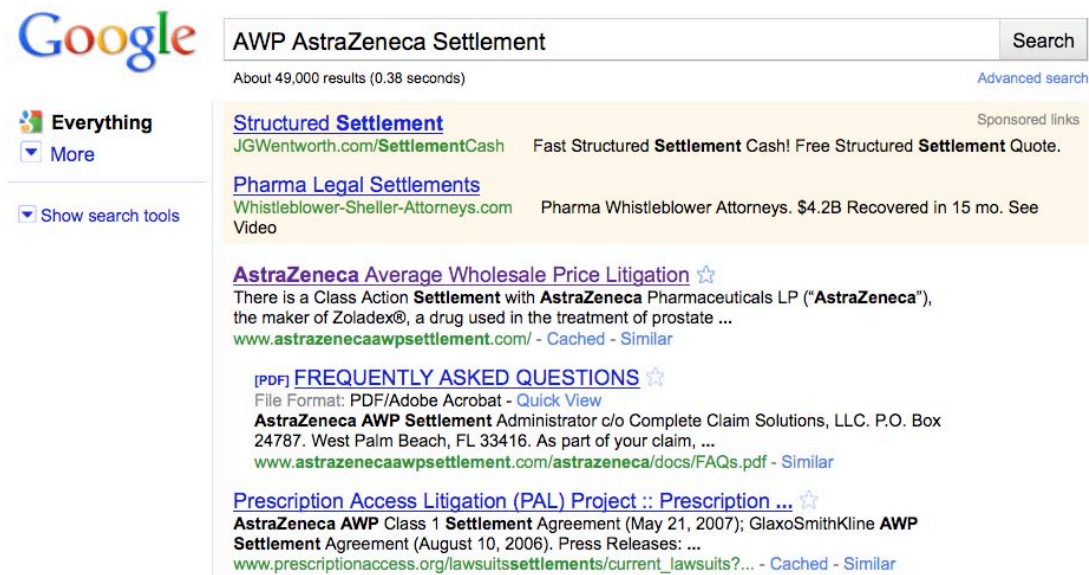 Google
AWP AstraZeneca Settlement
Search
About 49,000 results (0.38 seconds)
Advanced search
Everything
More
Show search tools
Structured Settlement
Sponsored links
JGWentworth.com/SettlementCash Fast Structured Settlement Cash! Free Structured Settlement Quote.
Pharma Legal Settlements
Whistleblower-Sheller-Attorneys.com Pharma Whistleblower Attorneys. $4.2B Recovered in 15 mo. See
Video
AstraZeneca Average Wholesale Price Litigation
There is a Class Action Settlement with AstraZeneca Pharmaceuticals LP (“AstraZeneca”),
the maker of Zoladex®, a drug used in the treatment of prostate ...
www.astrazenecaawpsettlement.com/ - Cached - Similar
[PDF] FREQUENTLY ASKED QUESTIONS
File Format: PDF/Adobe Acrobat - Quick View
AstraZeneca AWP Settlement Administrator c/o Complete Claim Solutions, LLC. P.O. Box
24787. West Palm Beach, FL 33416. As part of your claim, ...
www.astrazenecaawpsettlement.com/astrazeneca/docs/FAQs.pdf - Similar
Prescription Access Litigation (PAL) Project :: Prescription ...
AstraZeneca AWP Class 1 Settlement Agreement (May 21, 2007); GlaxoSmithKline AWP
Settlement Agreement (August 10, 2006). Press Releases: ...
www.prescriptionaccess.org/lawsuitssettlements/current_lawsuits?... - Cached - Similar